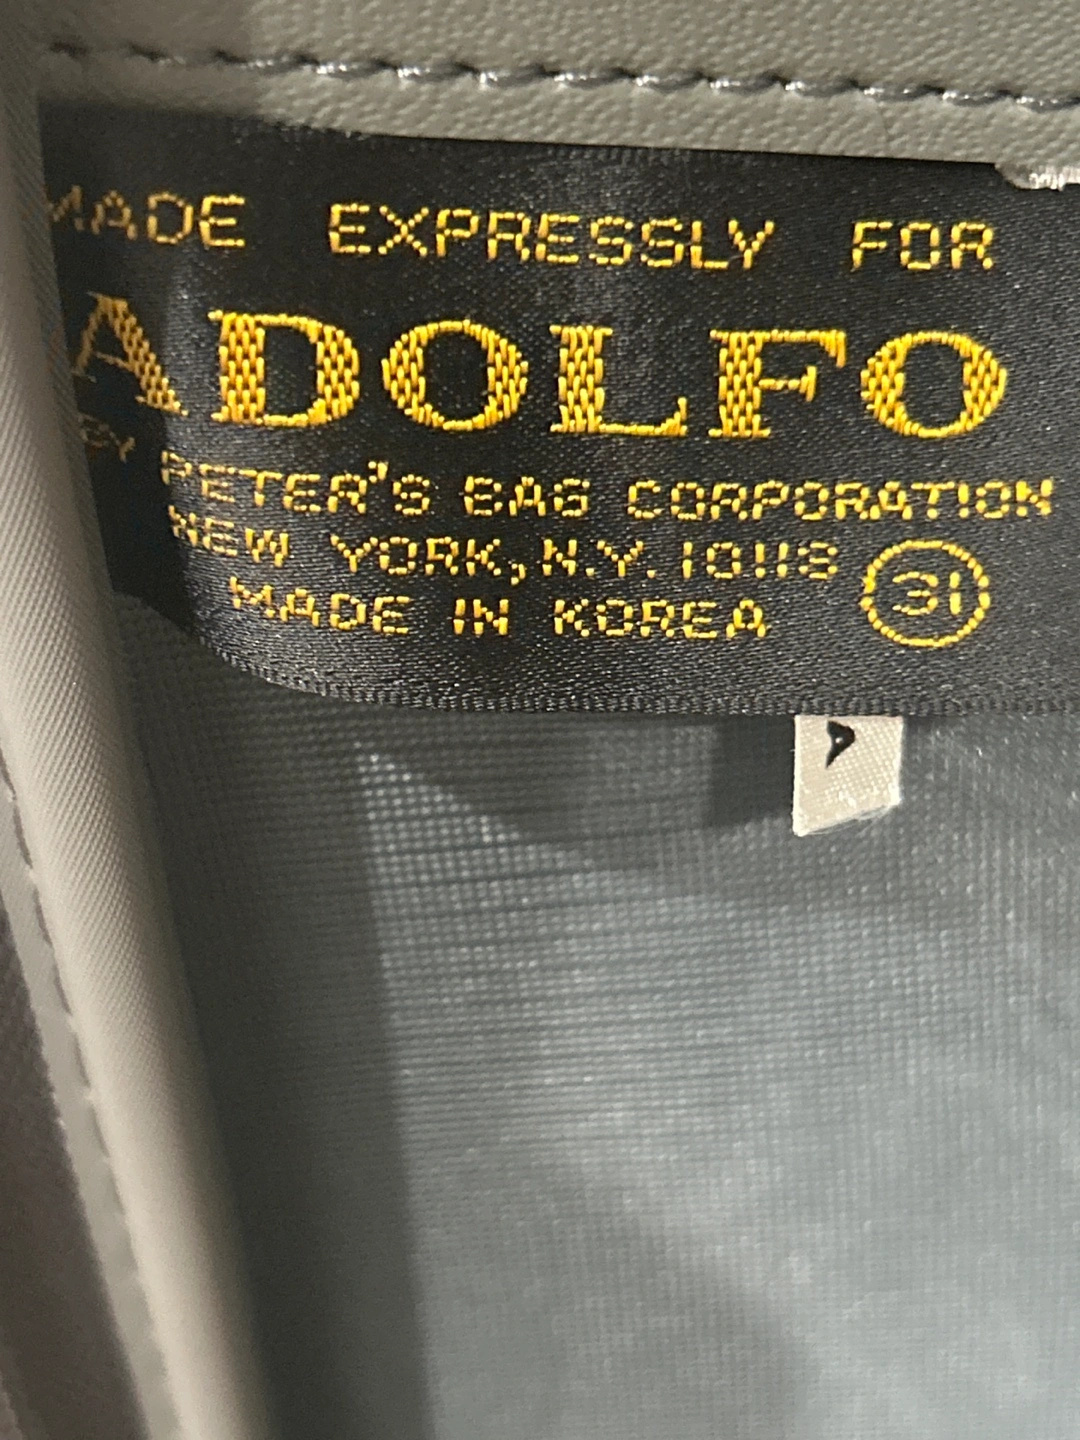 MADE EXPRESSLY FOR
ADOLFO
BY PETER'S BAG CORPORATION
NEW YORK, N.Y. 10118
MADE IN KOREA 31
A